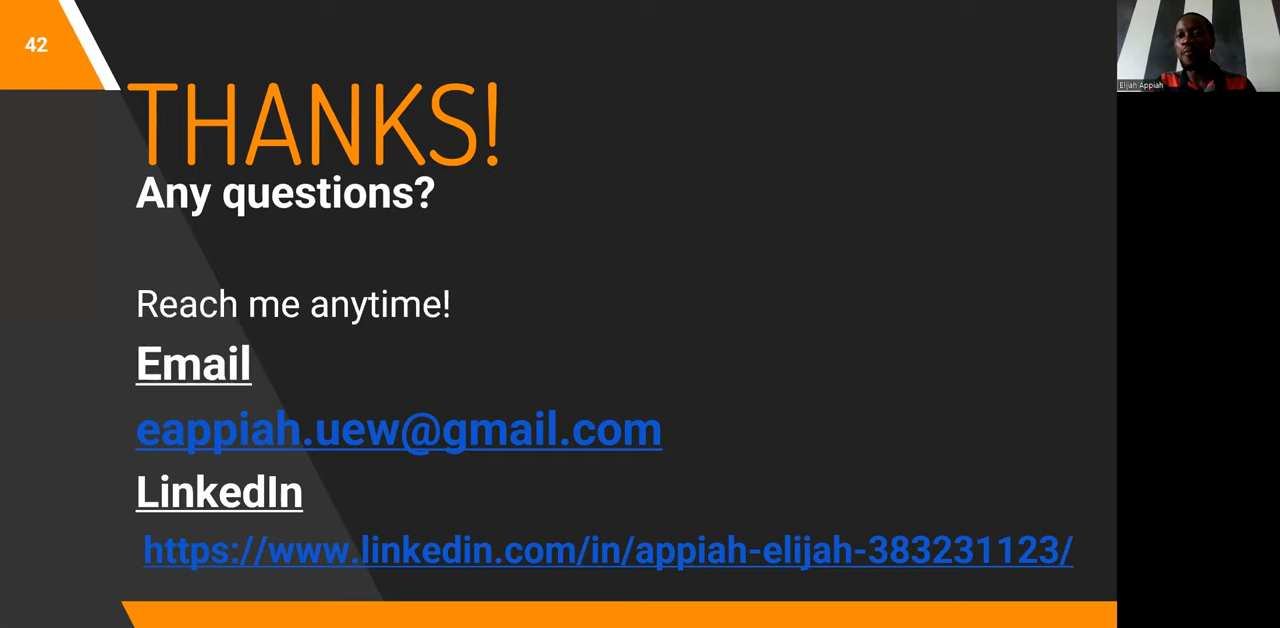 42
THANKS!
Any questions?
Reach me anytime!
Email
eappiah.uew@gmail.com
LinkedIn
https://www.linkedin.com/in/appiah-elijah-383231123/
Elijah Appiah